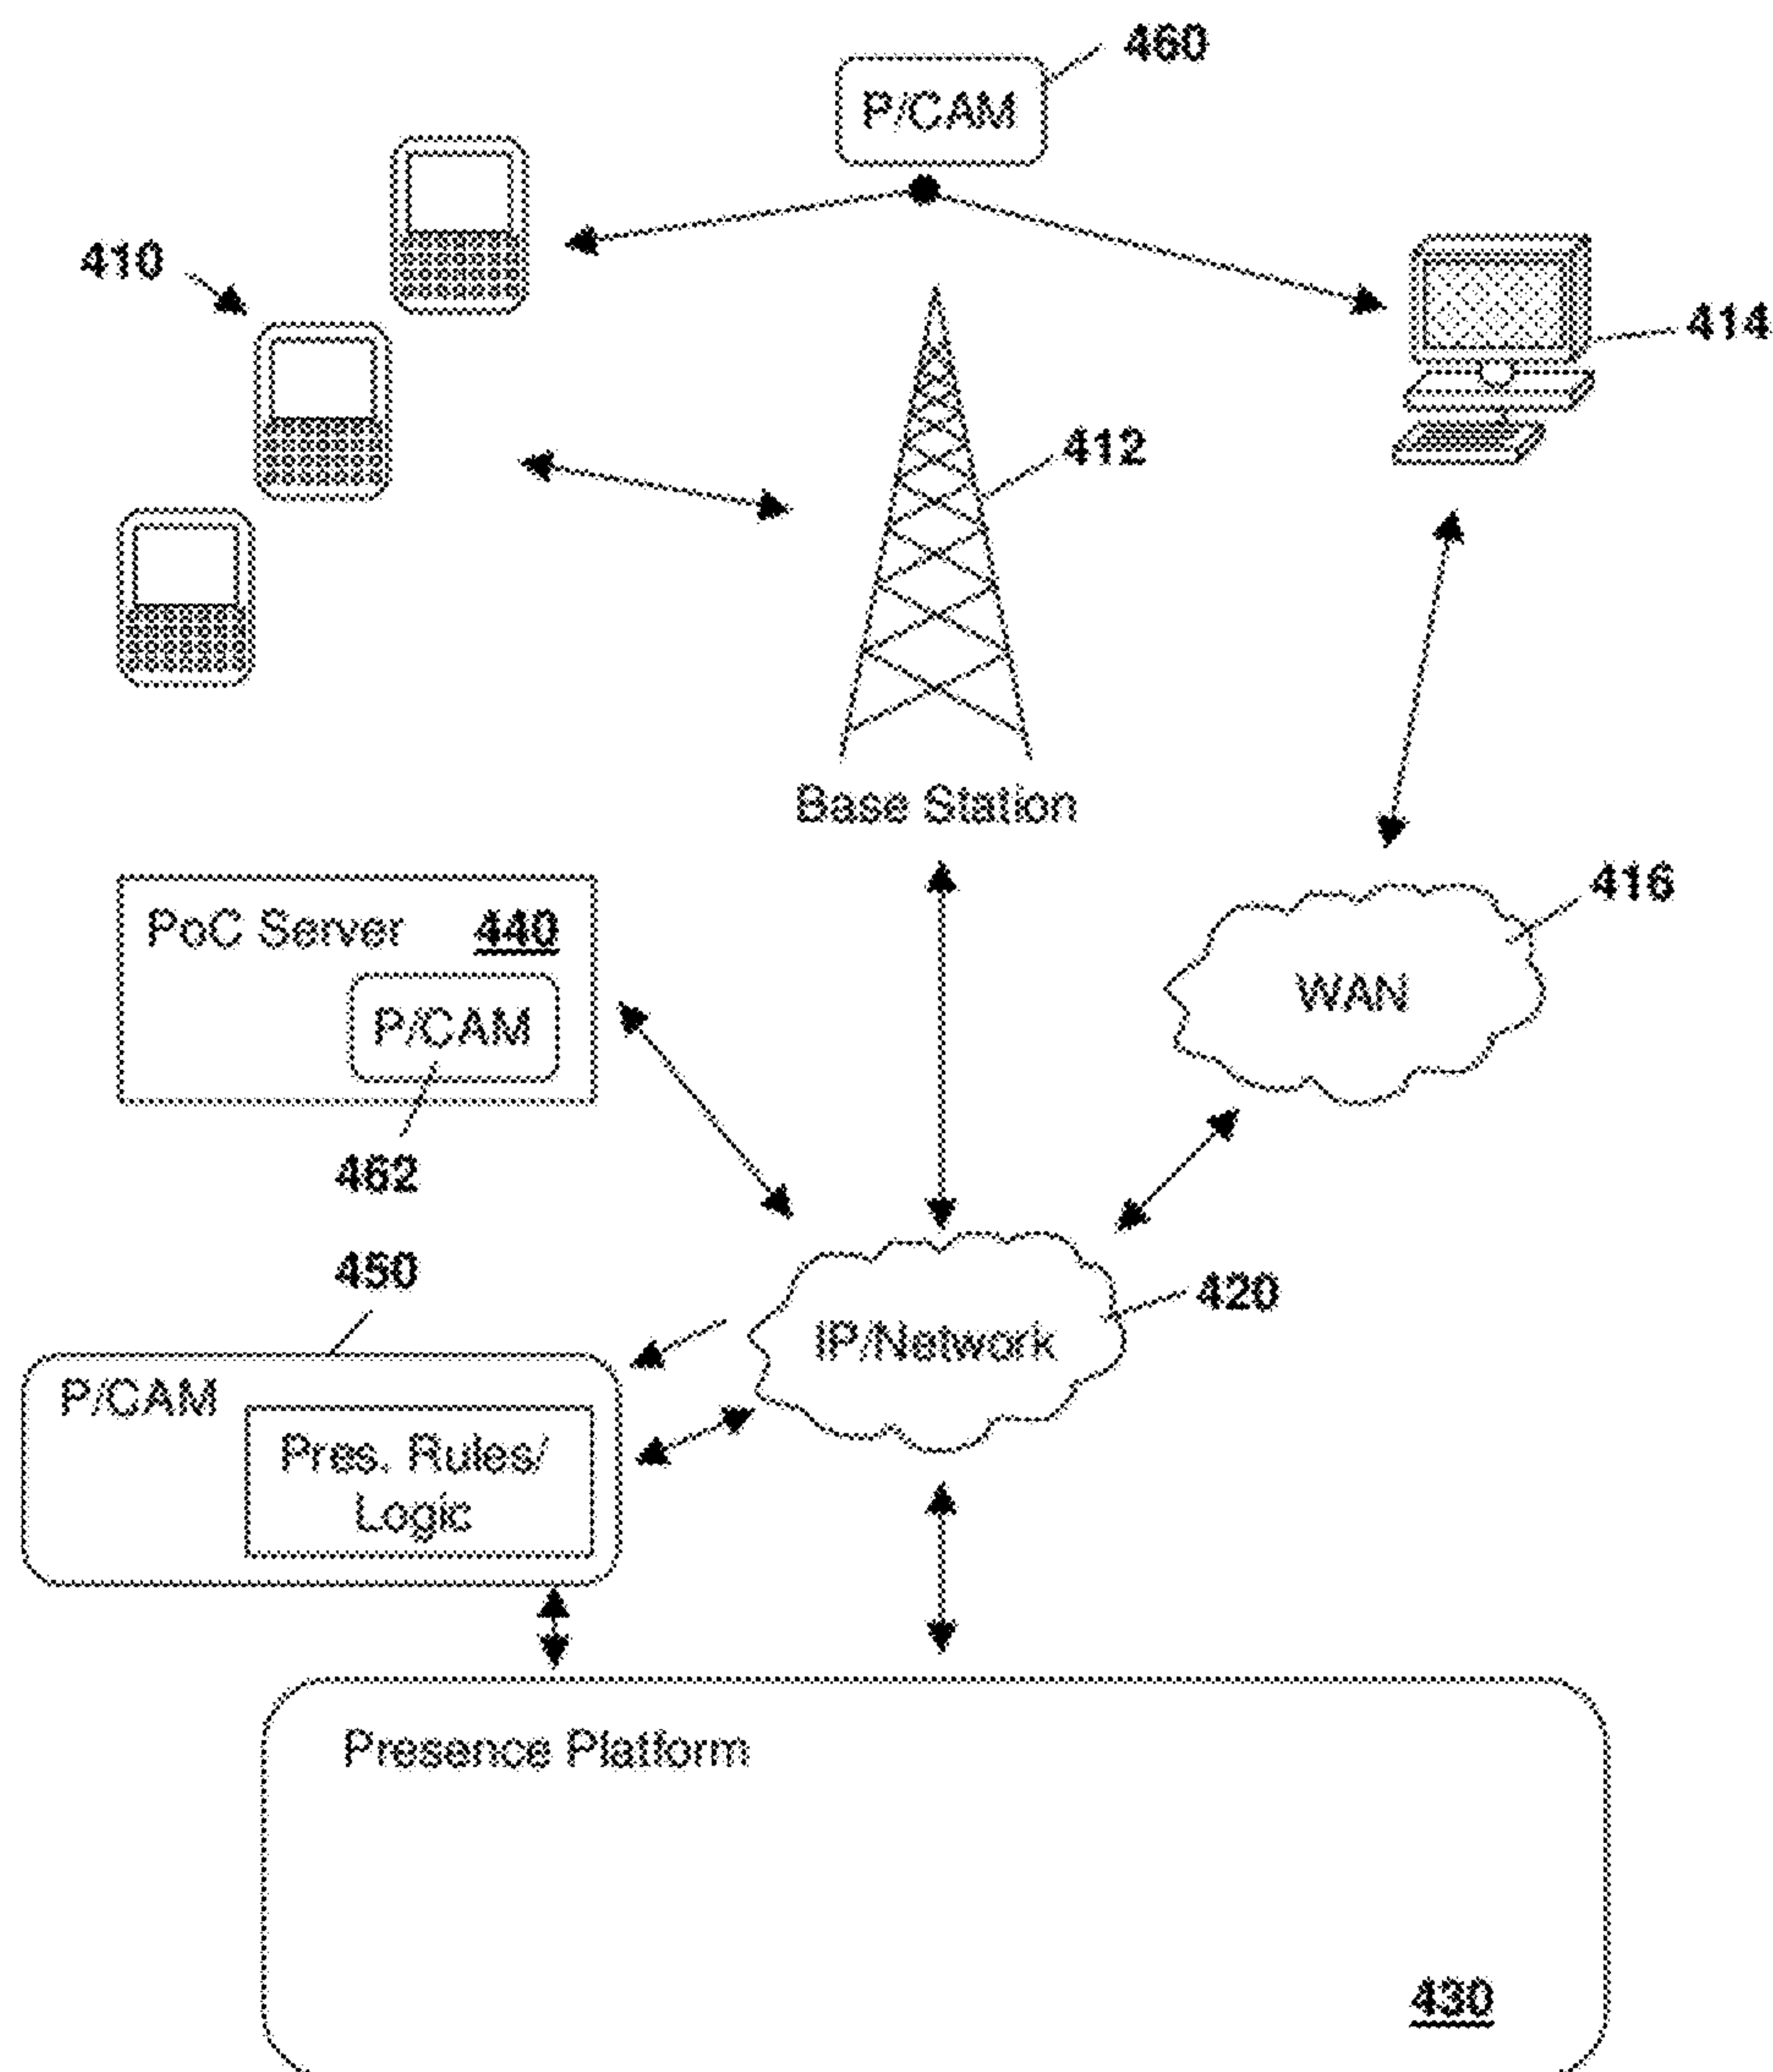 460
P/CAM
410
414
412
Base Station
416
PoC Server 440
WAN
P/CAM
462
450
420
IP/Network
P/CAM
Pres. Rules/
Logic
Presence Platform
430